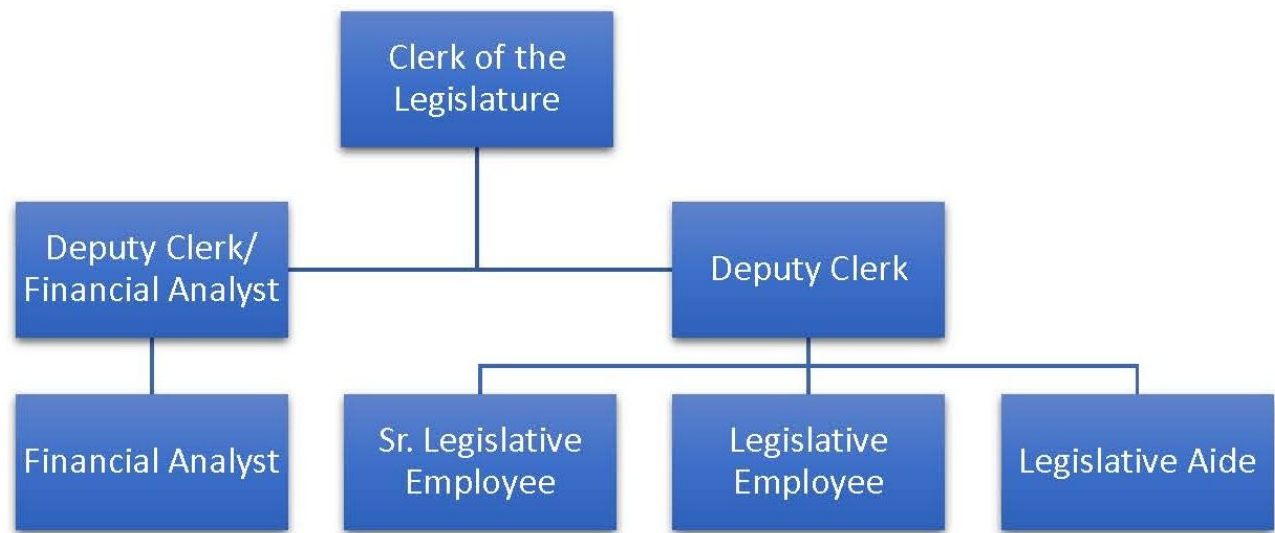 Clerk of the
Legislature
Deputy Clerk/
Financial Analyst
Deputy Clerk
Financial Analyst
Sr. Legislative
Employee
Legislative
Employee
Legislative Aide